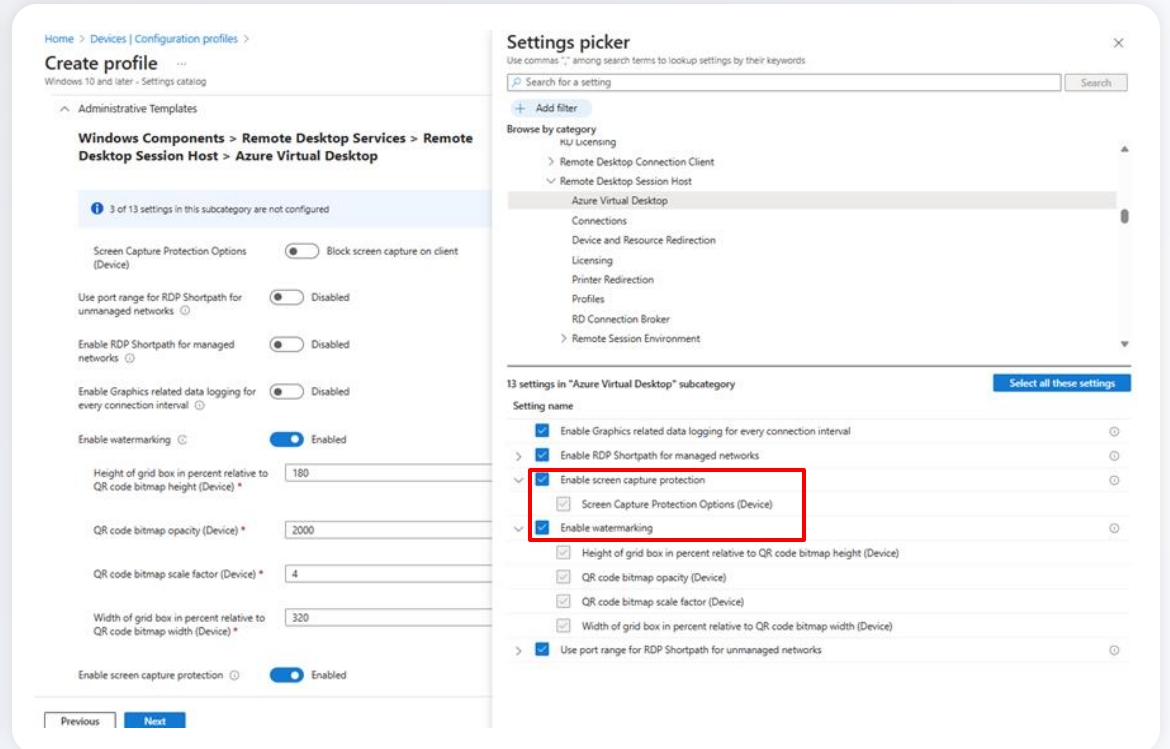 Home > Devices | Configuration profiles >
Create profile ...
Windows 10 and later - Settings catalog
Administrative Templates
Windows Components > Remote Desktop Services > Remote
Desktop Session Host > Azure Virtual Desktop
3 of 13 settings in this subcategory are not configured
Screen Capture Protection Options
(Device)
Block screen capture on client
Use port range for RDP Shortpath for
unmanaged networks
Disabled
Enable RDP Shortpath for managed
networks
Disabled
Enable Graphics related data logging for
every connection interval
Disabled
Enable watermarking
Enabled
Height of grid box in percent relative to
QR code bitmap height (Device) *
180
QR code bitmap opacity (Device) *
2000
QR code bitmap scale factor (Device) *
4
Width of grid box in percent relative to
QR code bitmap width (Device) *
320
Enable screen capture protection
Enabled
Previous
Next
Settings picker
Use commas "," among search terms to lookup settings by their keywords
Search for a setting
Search
+ Add filter
Browse by category
RD Licensing
Remote Desktop Connection Client
Remote Desktop Session Host
Azure Virtual Desktop
Connections
Device and Resource Redirection
Licensing
Printer Redirection
Profiles
RD Connection Broker
Remote Session Environment
13 settings in "Azure Virtual Desktop" subcategory
Select all these settings
Setting name
Enable Graphics related data logging for every connection interval
Enable RDP Shortpath for managed networks
Enable screen capture protection
Screen Capture Protection Options (Device)
Enable watermarking
Height of grid box in percent relative to QR code bitmap height (Device)
QR code bitmap opacity (Device)
QR code bitmap scale factor (Device)
Width of grid box in percent relative to QR code bitmap width (Device)
Use port range for RDP Shortpath for unmanaged networks